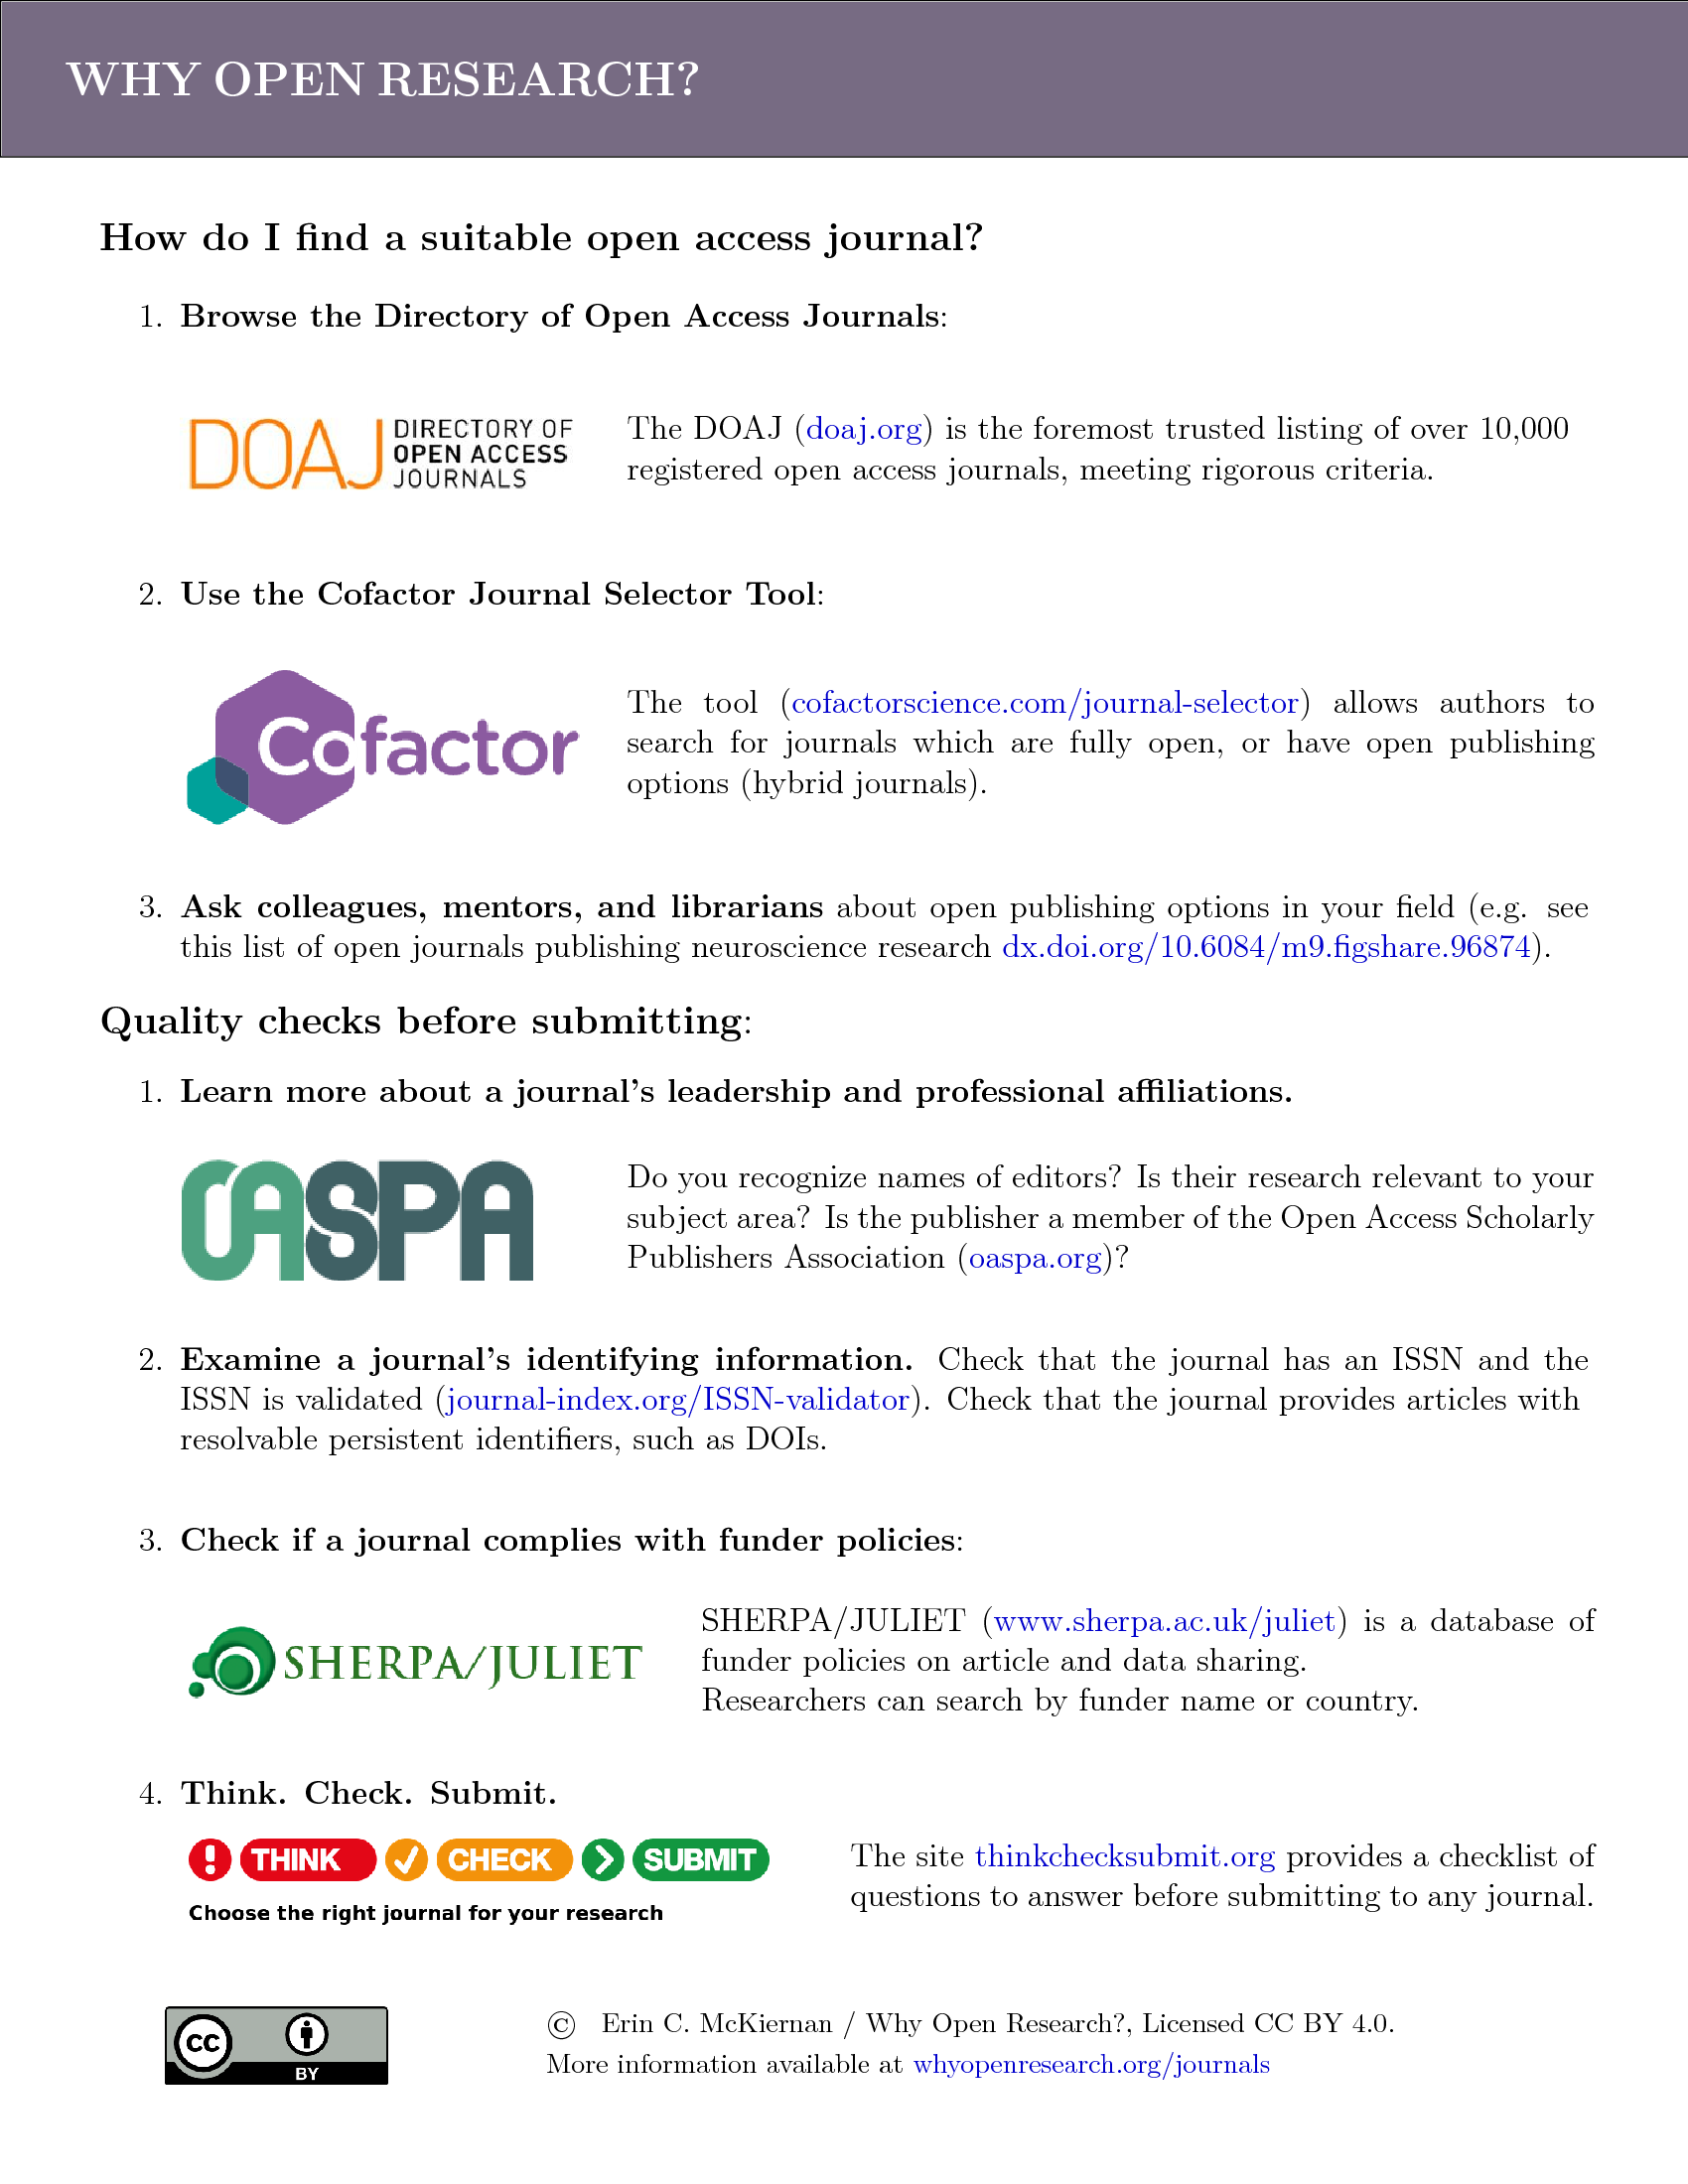 WHY OPEN RESEARCH?
How do I find a suitable open access journal?
1. Browse the Directory of Open Access Journals:
DOAJ
DIRECTORY OF
OPEN ACCESS
JOURNALS
The DOAJ (doaj.org) is the foremost trusted listing of over 10,000
registered open access journals, meeting rigorous criteria.
2. Use the Cofactor Journal Selector Tool:
Cofactor
The tool (cofactorscience.com/journal-selector) allows authors to
search for journals which are fully open, or have open publishing
options (hybrid journals).
3. Ask colleagues, mentors, and librarians about open publishing options in your field (e.g. see
this list of open journals publishing neuroscience research dx.doi.org/10.6084/m9.figshare.96874).
Quality checks before submitting:
1. Learn more about a journal's leadership and professional affiliations.
OASPA
Do you recognize names of editors? Is their research relevant to your
subject area? Is the publisher a member of the Open Access Scholarly
Publishers Association (oaspa.org)?
2. Examine a journal's identifying information. Check that the journal has an ISSN and the
ISSN is validated (journal-index.org/ISSN-validator). Check that the journal provides articles with
resolvable persistent identifiers, such as DOIs.
3. Check if a journal complies with funder policies:
SHERPA/JULIET
SHERPA/JULIET (www.sherpa.ac.uk/juliet) is a database of
funder policies on article and data sharing.
Researchers can search by funder name or country.
4. Think. Check. Submit.
! THINK ✓ CHECK > SUBMIT
Choose the right journal for your research
The site thinkchecksubmit.org provides a checklist of
questions to answer before submitting to any journal.
CC
BY
© Erin C. McKiernan / Why Open Research?, Licensed CC BY 4.0.
More information available at whyopenresearch.org/journals